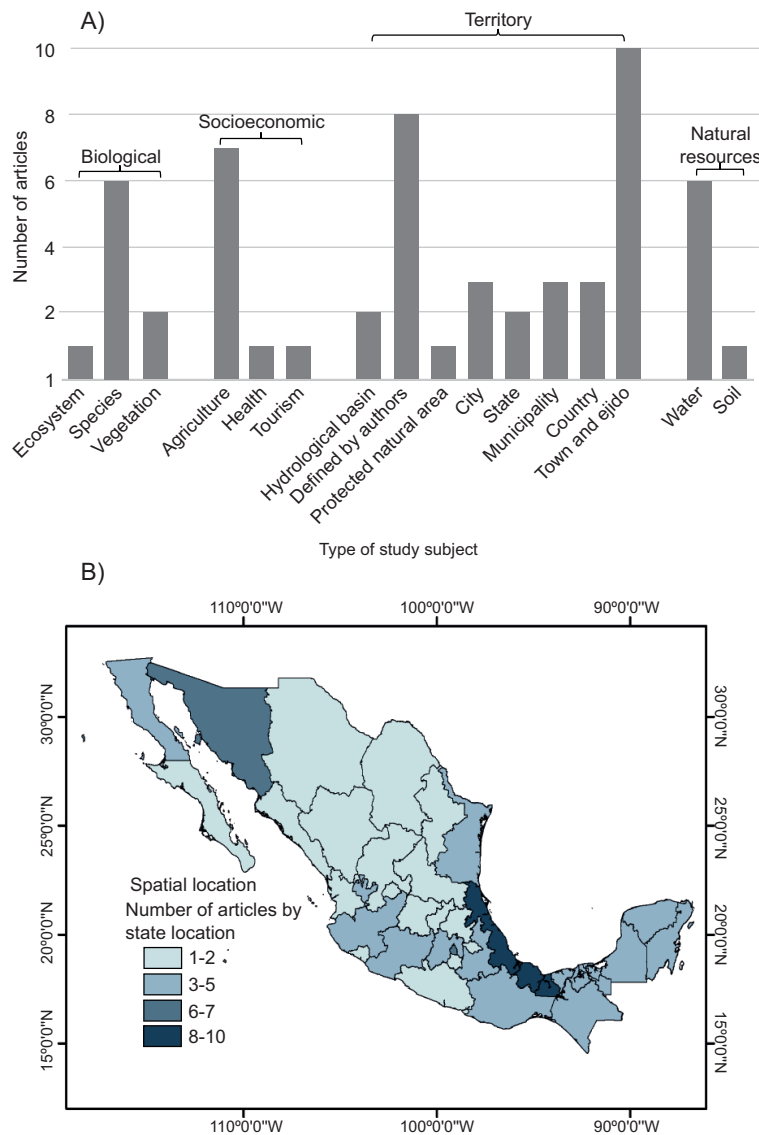 A)
Territory
Socioeconomic
Biological
Natural
resources
Number of articles
10
8
6
4
2
1
Ecosystem
Species
Vegetation
Agriculture
Health
Tourism
Hydrological basin
Defined by authors
Protected natural area
City
State
Municipality
Country
Town and ejido
Water
Soil
Type of study subject
B)
110º0'0"W
100º0'0"W
90º0'0"W
30º0'0"N
25º0'0"N
20º0'0"N
15º0'0"N
30º0'0"N
25º0'0"N
20º0'0"N
15º0'0"N
Spatial location
Number of articles by
state location
1-2
3-5
6-7
8-10
110º0'0"W
100º0'0"W
90º0'0"W